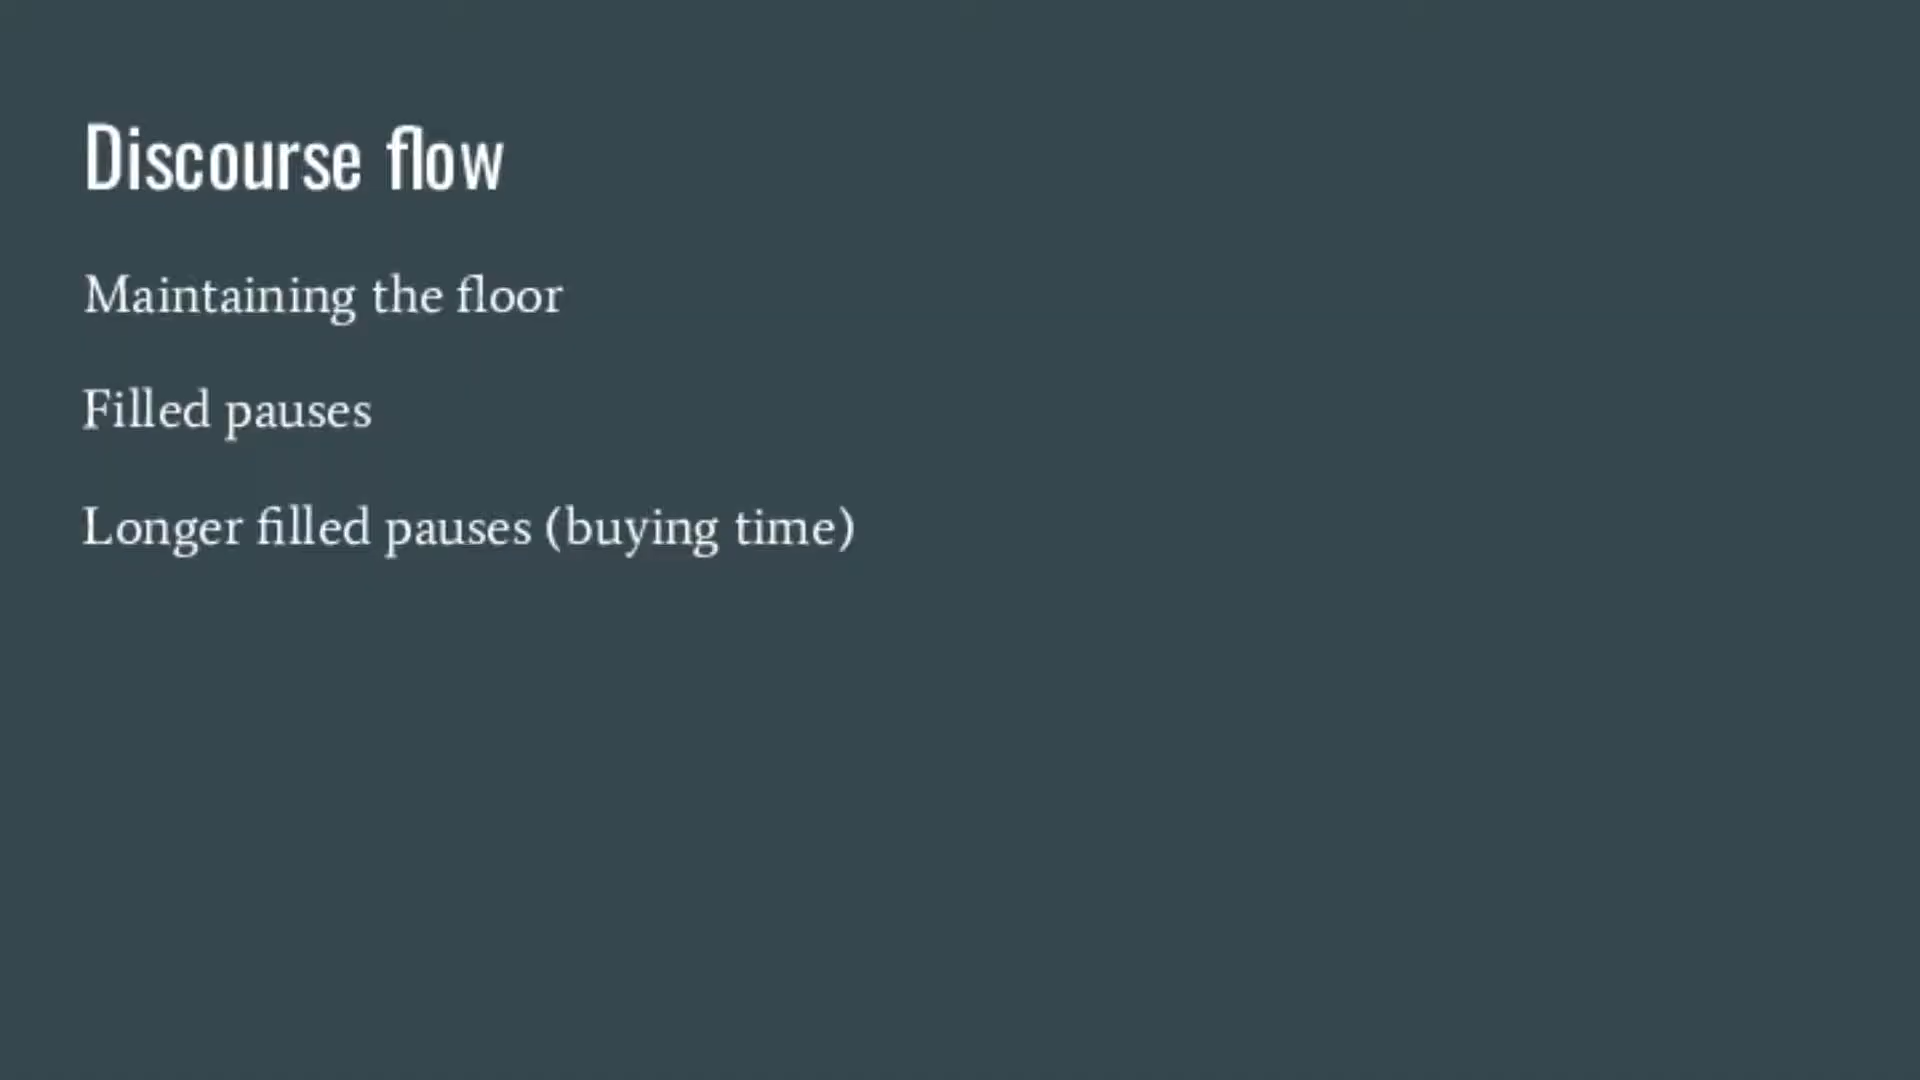 Discourse flow
Maintaining the floor
Filled pauses
Longer filled pauses (buying time)